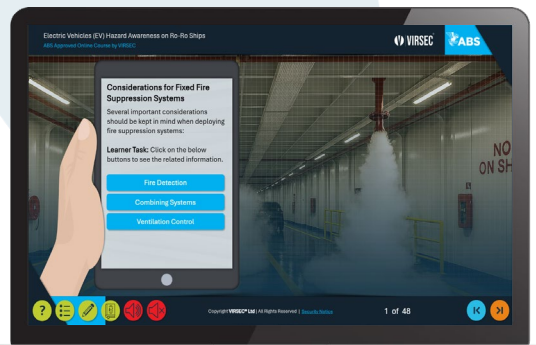 Electric Vehicles (EV) Hazard Awareness on Ro-Ro Ships
ABS Approved Online Course by VIRSEC
VIRSEC®
ABS
Considerations for Fixed Fire
Suppression Systems
Several important considerations
should be kept in mind when deploying
fire suppression systems:
Learner Task: Click on the below
buttons to see the related information.
Fire Detection
Combining Systems
Ventilation Control
NO
ON SH
?
Copyright VIRSEC® Ltd | All Rights Reserved | Security Notice
1 of 48